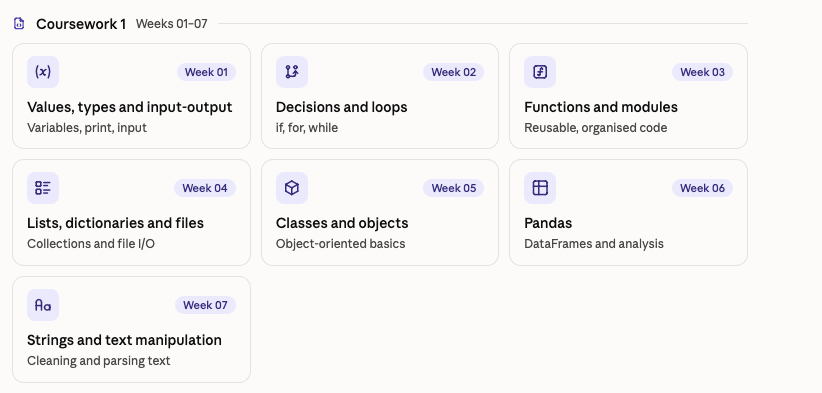 Coursework 1 Weeks 01–07
(x) Week 01
Values, types and input-output
Variables, print, input
Week 02
Decisions and loops
if, for, while
Week 03
Functions and modules
Reusable, organised code
Week 04
Lists, dictionaries and files
Collections and file I/O
Week 05
Classes and objects
Object-oriented basics
Week 06
Pandas
DataFrames and analysis
Aa Week 07
Strings and text manipulation
Cleaning and parsing text